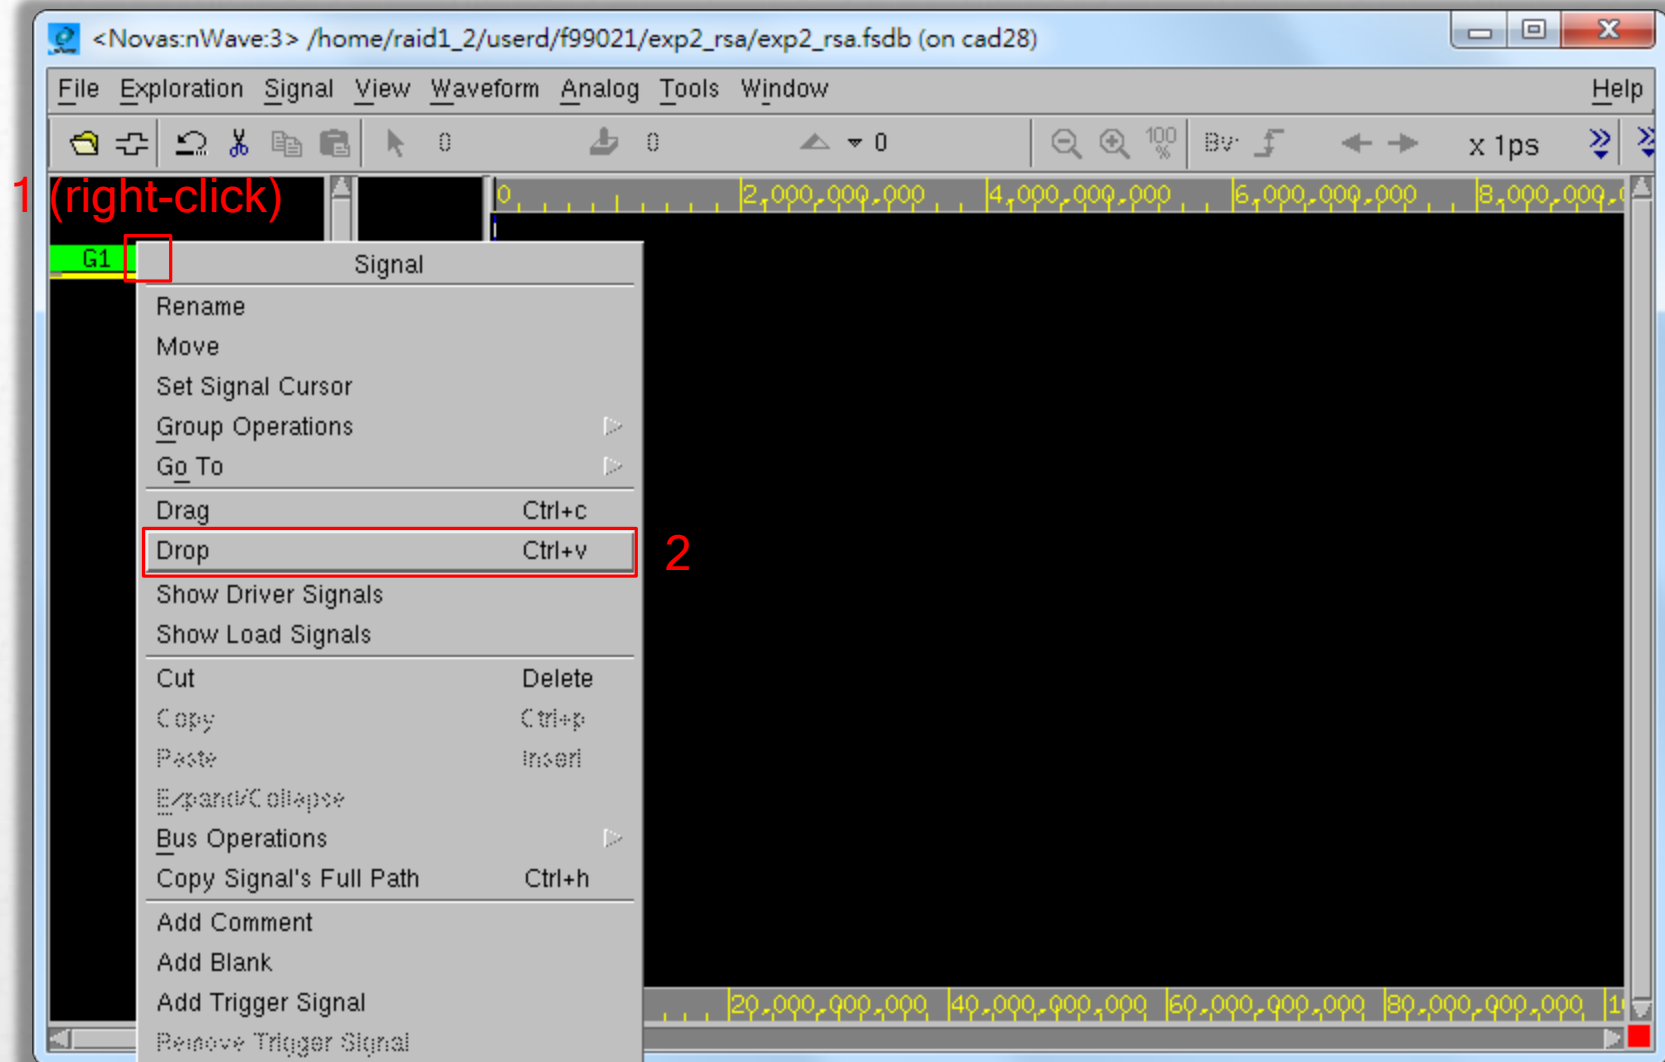 <Novas:nWave:3> /home/raid1_2/userd/f99021/exp2_rsa/exp2_rsa.fsdb (on cad28)
File Exploration Signal View Waveform Analog Tools Window Help
0 0 0 100% By: x 1ps
1 (right-click)
0 2,000,000,000 4,000,000,000 6,000,000,000
G1
Signal
Rename
Move
Set Signal Cursor
Group Operations
Go To
Drag Ctrl+c
Drop Ctrl+v
2
Show Driver Signals
Show Load Signals
Cut Delete
Copy Ctrl+p
Paste Insert
Expand/Collapse
Bus Operations
Copy Signal's Full Path Ctrl+h
Add Comment
Add Blank
Add Trigger Signal
20,000,000,000 40,000,000,000 60,000,000,000 80,000,000,000
Remove Trigger Signal